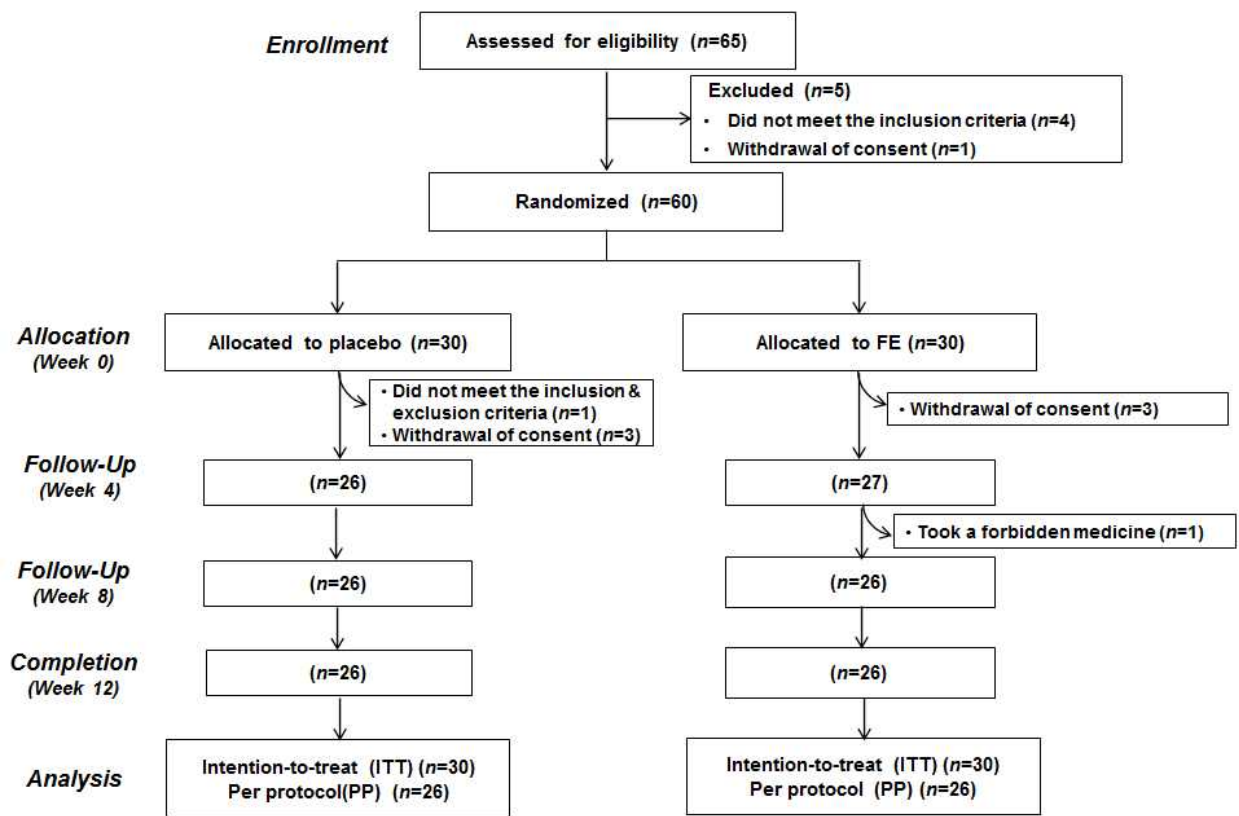 Enrollment
Assessed for eligibility (n=65)
Excluded (n=5)
• Did not meet the inclusion criteria (n=4)
• Withdrawal of consent (n=1)
Randomized (n=60)
Allocation
(Week 0)
Allocated to placebo (n=30)
Allocated to FE (n=30)
• Did not meet the inclusion &
exclusion criteria (n=1)
• Withdrawal of consent (n=3)
• Withdrawal of consent (n=3)
Follow-Up
(Week 4)
(n=26)
(n=27)
• Took a forbidden medicine (n=1)
Follow-Up
(Week 8)
(n=26)
(n=26)
Completion
(Week 12)
(n=26)
(n=26)
Analysis
Intention-to-treat (ITT) (n=30)
Per protocol(PP) (n=26)
Intention-to-treat (ITT) (n=30)
Per protocol (PP) (n=26)